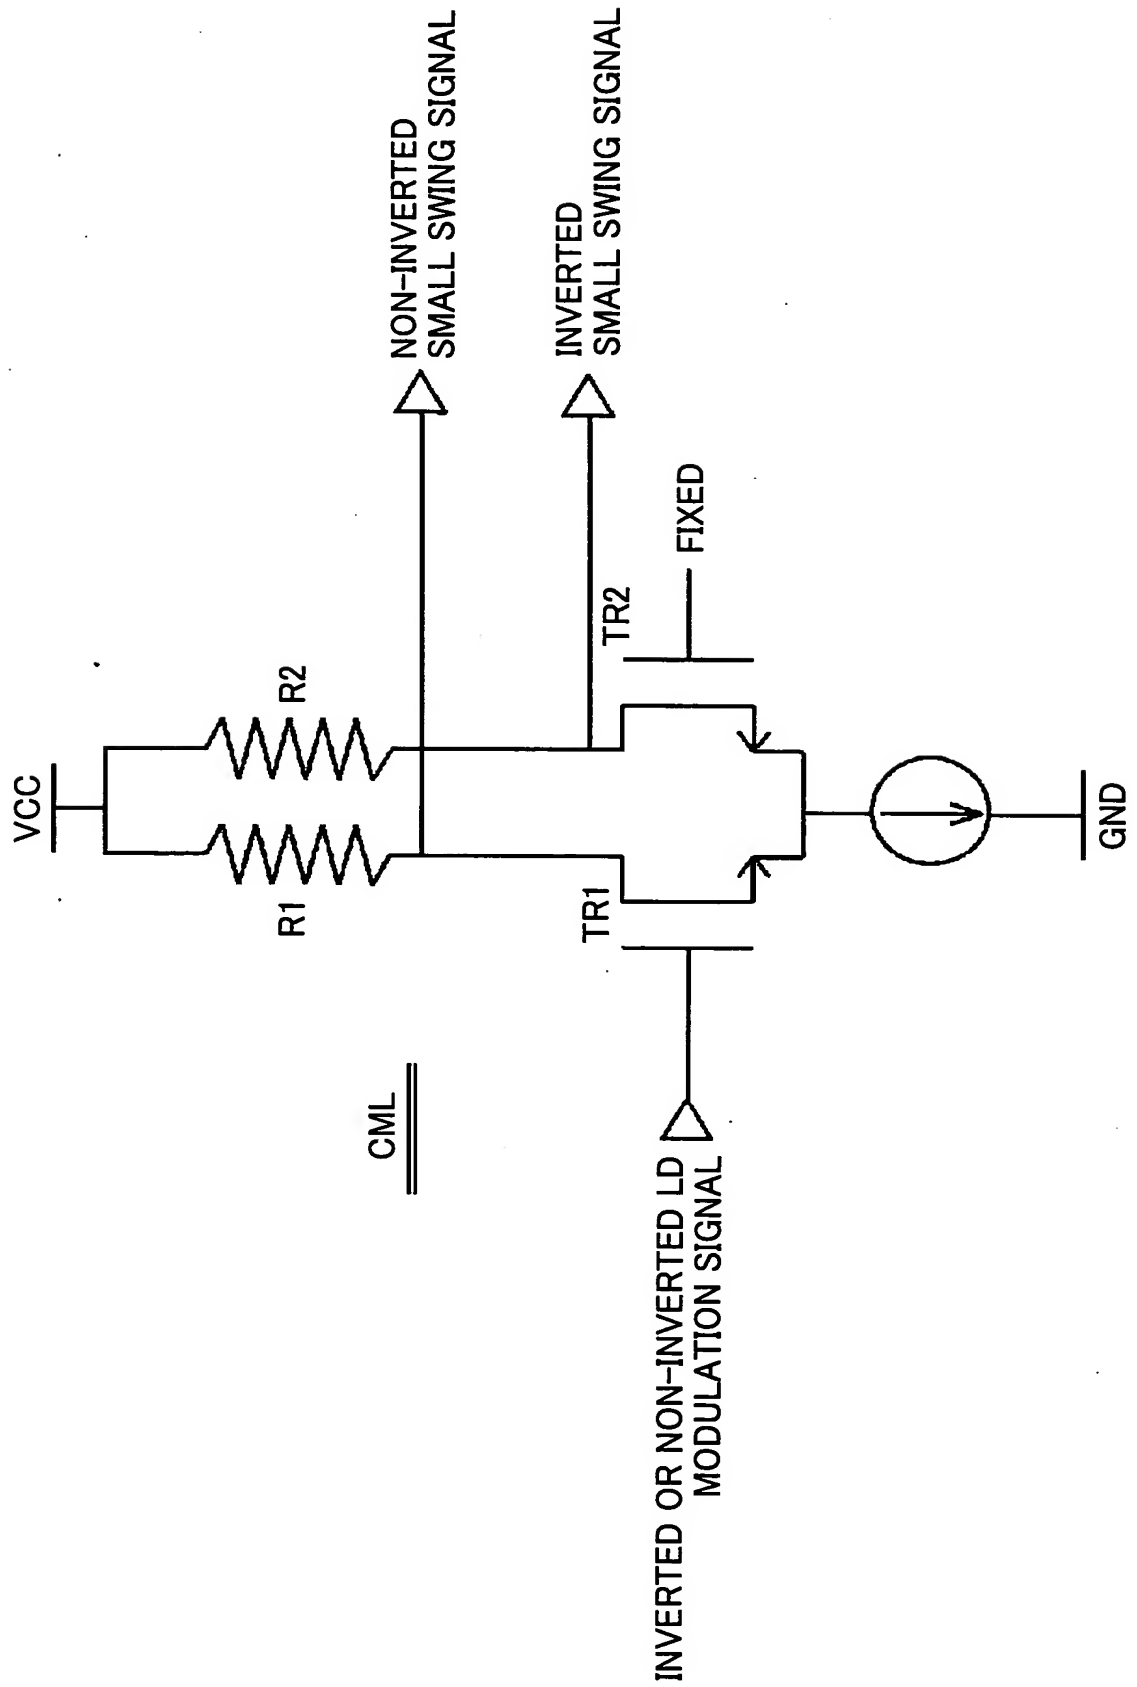 VCC
R1
R2
NON-INVERTED
SMALL SWING SIGNAL
CML
INVERTED
SMALL SWING SIGNAL
TR1
TR2
INVERTED OR NON-INVERTED LD
MODULATION SIGNAL
FIXED
GND